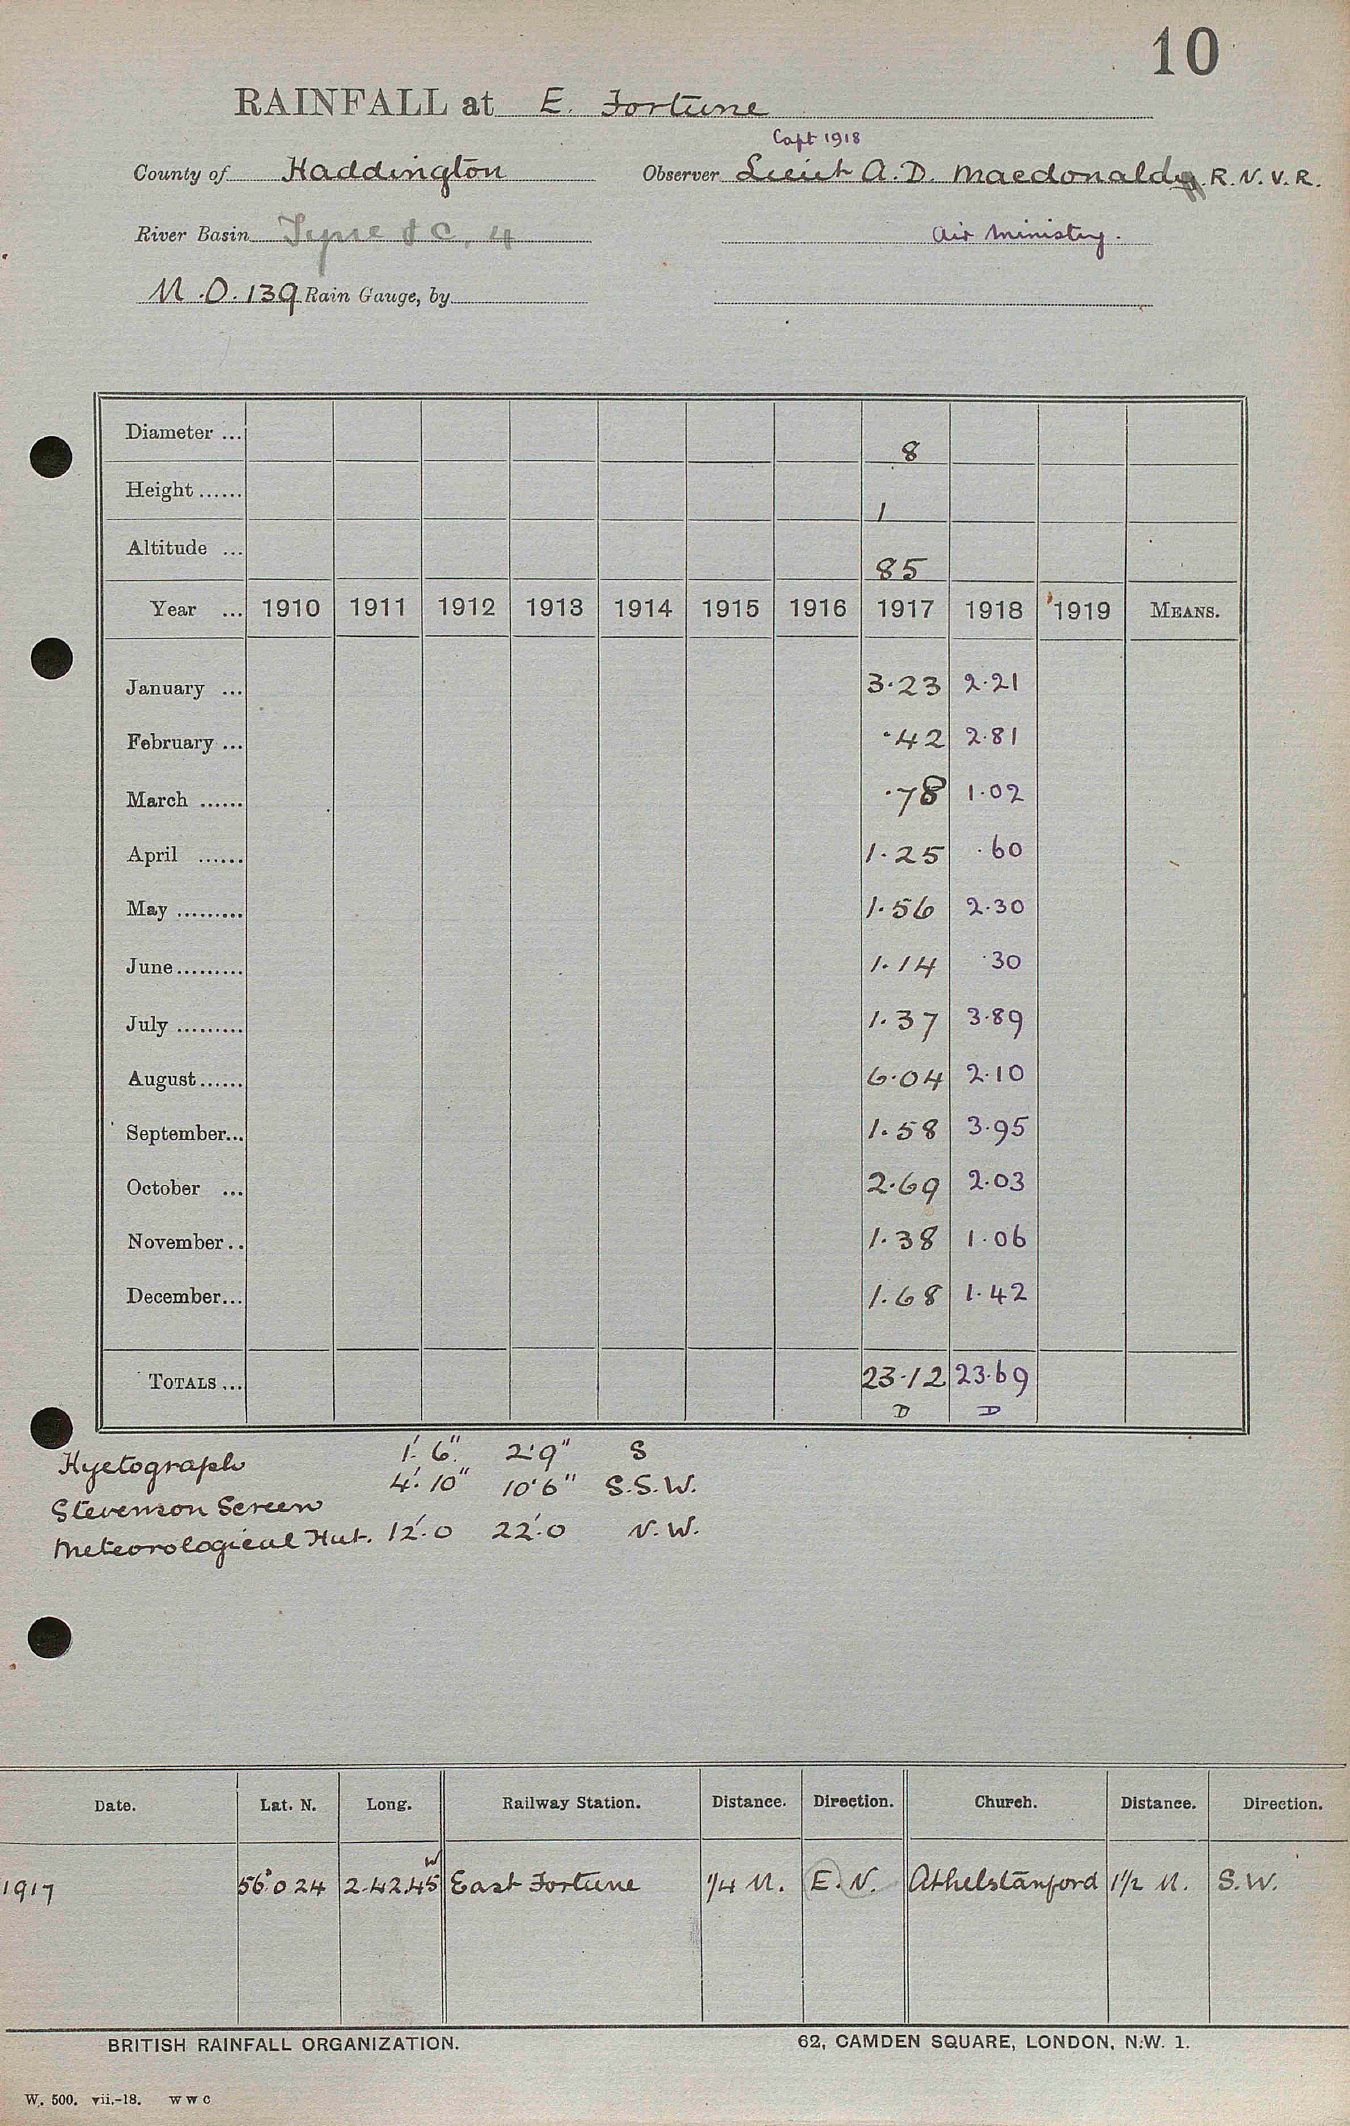 10
RAINFALL at E. Fortune
Capt 1918
County of Haddington Observer Lieut A. D. Macdonald R. N. V. R.
River Basin Tyne &c. 4 Air Ministry.
M.O. 139 Rain Gauge, by
Diameter ... 8
Height ...... 1
Altitude ... 85
Year ... 1910 1911 1912 1913 1914 1915 1916 1917 1918 1919 MEANS.
January ... 3.23 2.21
February ... .42 2.81
March ...... .78 1.02
April ...... 1.25 .60
May ......... 1.56 2.30
June......... 1.14 .30
July ......... 1.37 3.89
August...... 6.04 2.10
September... 1.58 3.95
October ... 2.69 2.03
November.. 1.38 1.06
December... 1.68 1.42
TOTALS ... 23.12 23.69
D D
Hyetograph 1'. 6" 2'9" S
Stevenson Screen 4'. 10" 10'6" S.S.W.
Meteorological Hut. 12'.0 22'.0 N.W.
Date. Lat. N. Long. Railway Station. Distance. Direction. Church. Distance. Direction.
1917 56°0 24 2.42.45 W East Fortune 1/4 M. E. N. Athelstanford 1 1/2 M. S.W.
BRITISH RAINFALL ORGANIZATION. 62, CAMDEN SQUARE, LONDON, N.W. 1.
W. 500. vii.-18. W W C